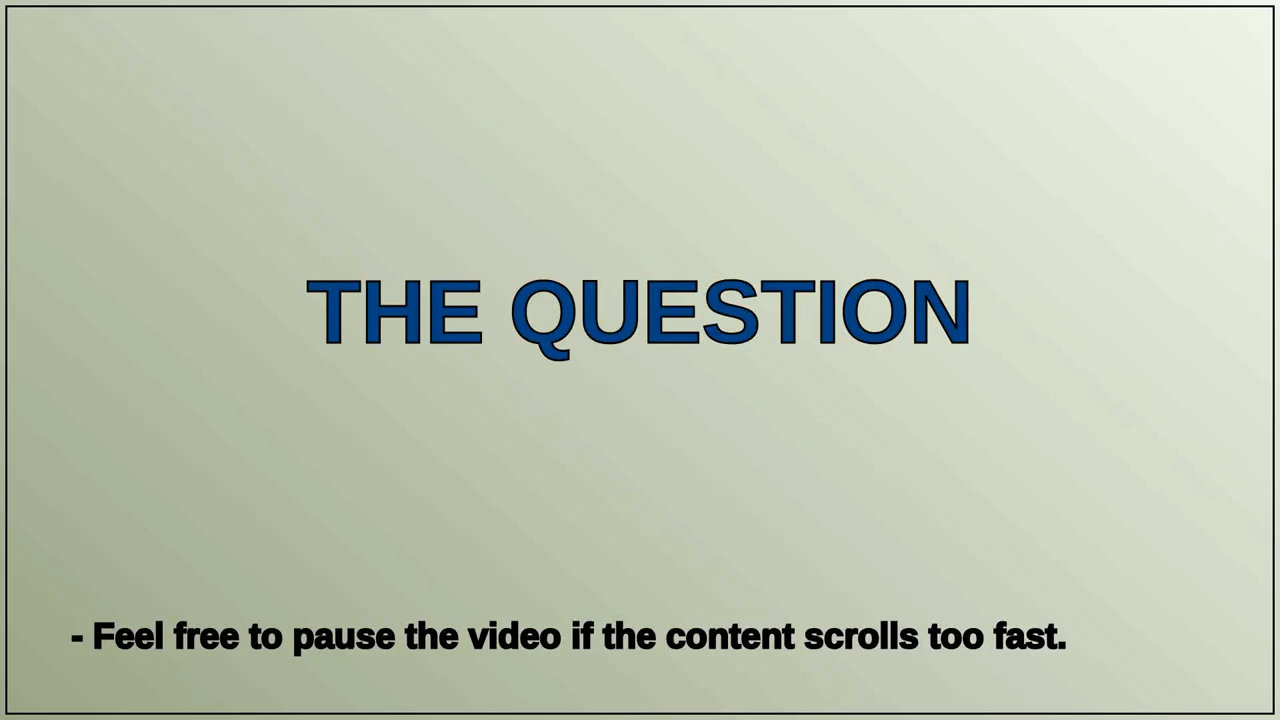 THE QUESTION
- Feel free to pause the video if the content scrolls too fast.